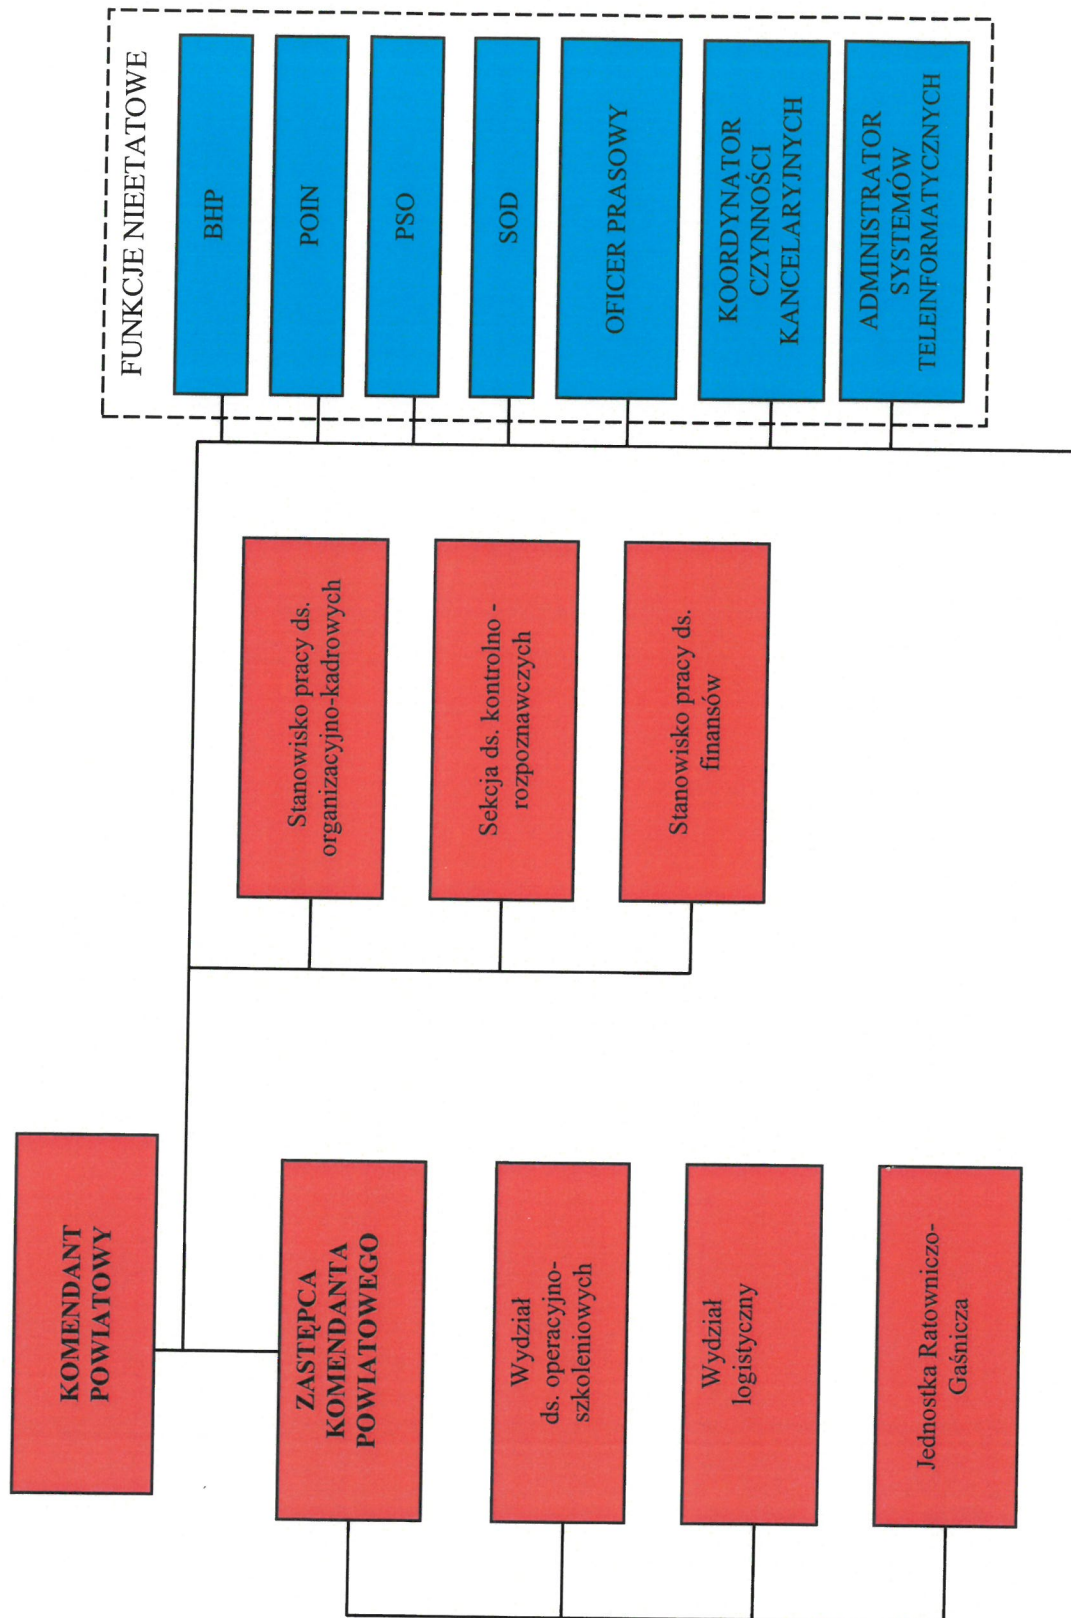 KOMENDANT
POWIATOWY
ZASTĘPCA
KOMENDANTA
POWIATOWEGO
Wydział
ds. operacyjno-
szkoleniowych
Wydział
logistyczny
Jednostka Ratowniczo-
Gaśnicza
Stanowisko pracy ds.
organizacyjno-kadrowych
Sekcja ds. kontrolno -
rozpoznawczych
Stanowisko pracy ds.
finansów
FUNKCJE NIEETATOWE
BHP
POIN
PSO
SOD
OFICER PRASOWY
KOORDYNATOR
CZYNNOŚCI
KANCELARYJNYCH
ADMINISTRATOR
SYSTEMÓW
TELEINFORMATYCZNYCH